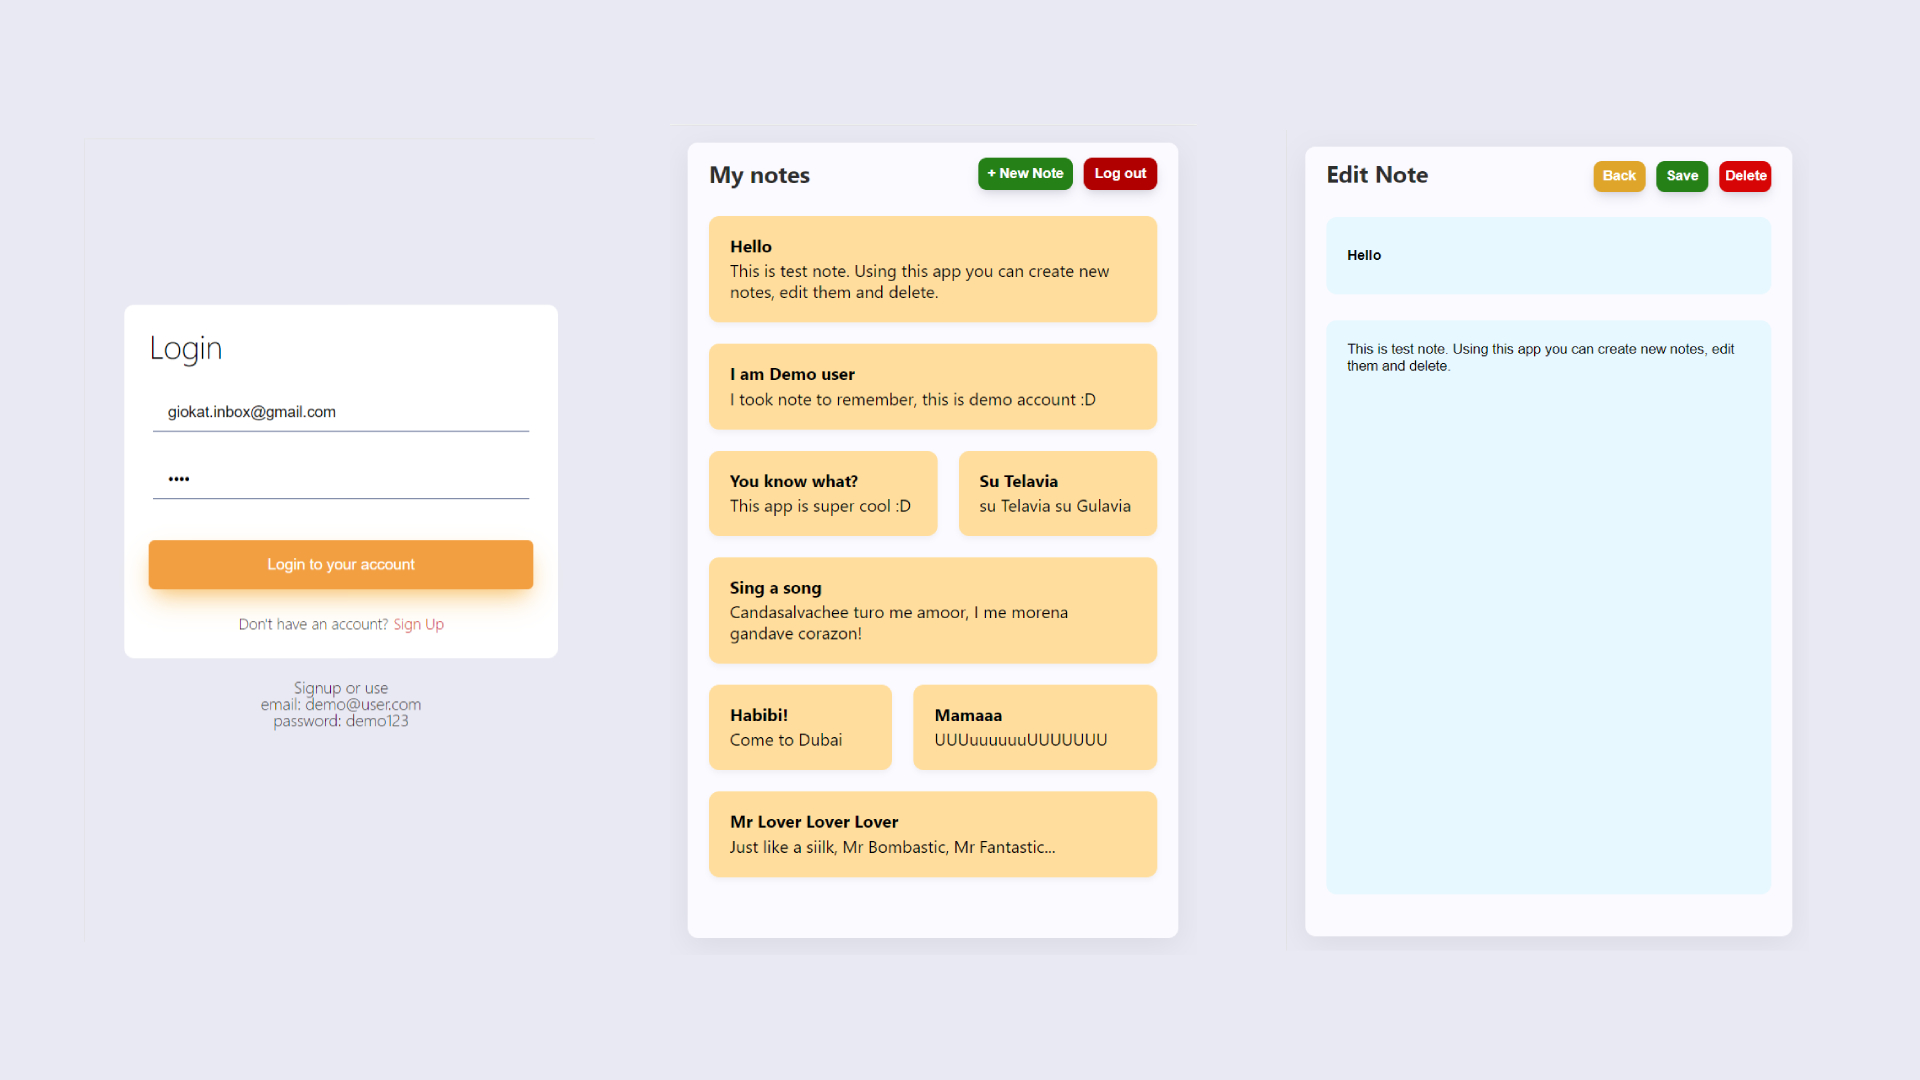 Login
giokat.inbox@gmail.com
••••
Login to your account
Don't have an account? Sign Up
Signup or use
email: demo@user.com
password: demo123
My notes
+ New Note
Log out
Hello
This is test note. Using this app you can create new
notes, edit them and delete.
I am Demo user
I took note to remember, this is demo account :D
You know what?
This app is super cool :D
Su Telavia
su Telavia su Gulavia
Sing a song
Candasalvachee turo me amoor, I me morena
gandave corazon!
Habibi!
Come to Dubai
Mamaaa
UUUuuuuuuUUUUUUU
Mr Lover Lover Lover
Just like a siilk, Mr Bombastic, Mr Fantastic...
Edit Note
Back
Save
Delete
Hello
This is test note. Using this app you can create new notes, edit
them and delete.